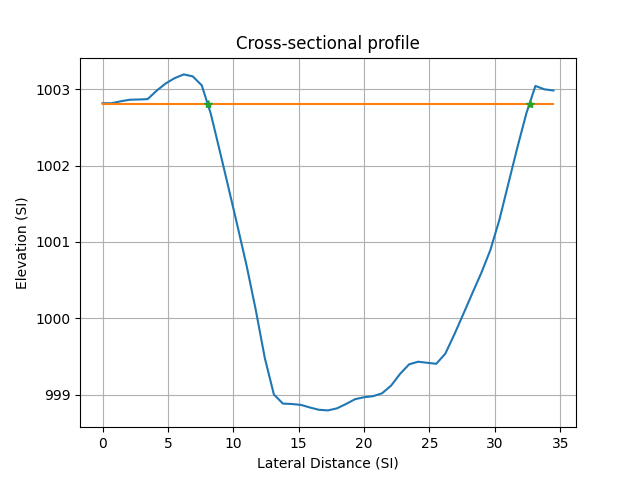 Cross-sectional profile
Elevation (SI)
1003
1002
1001
1000
999
0 5 10 15 20 25 30 35
Lateral Distance (SI)